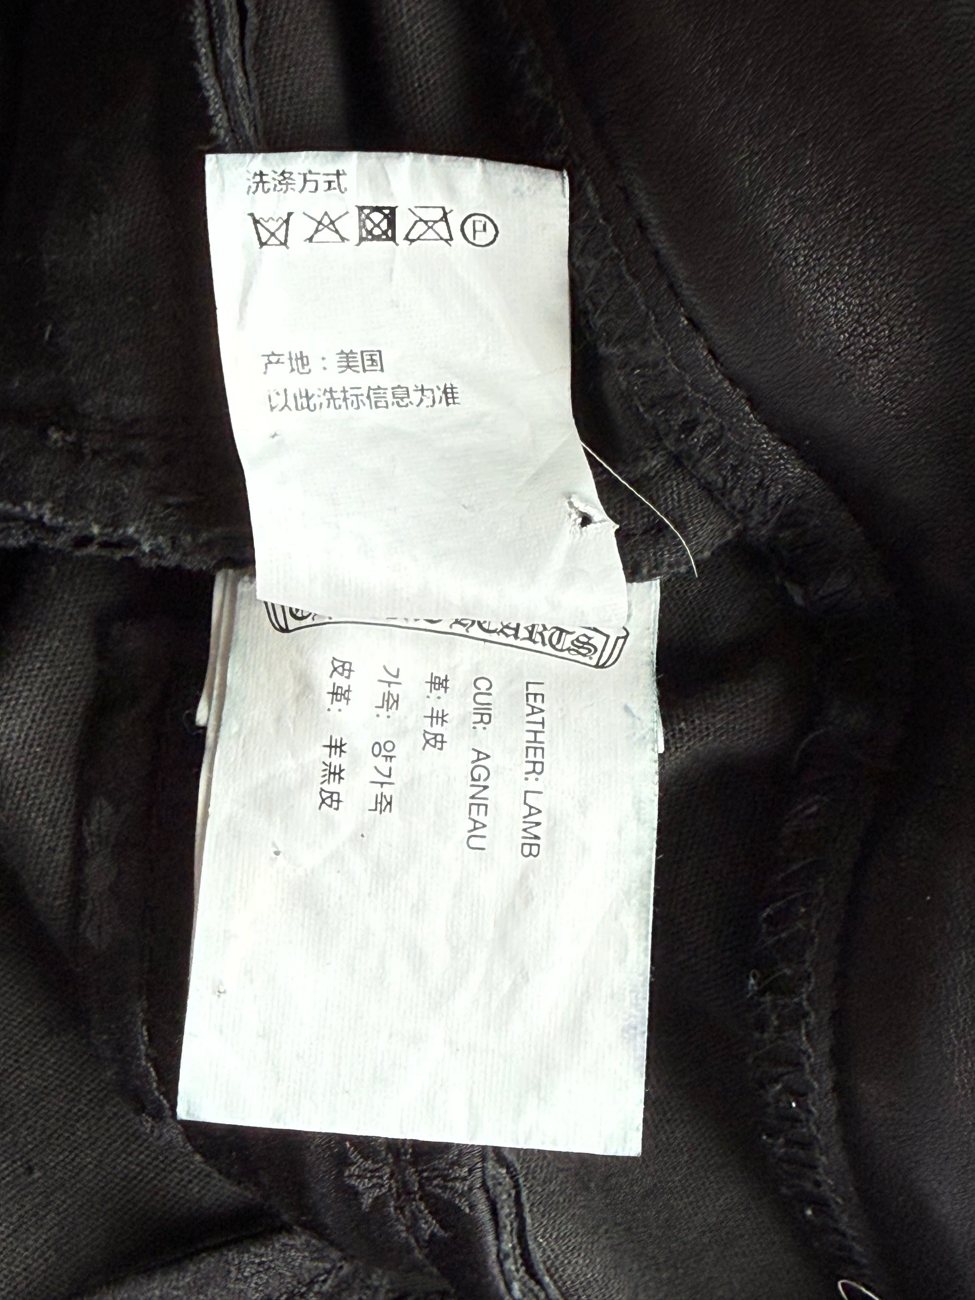 洗涤方式
产地：美国
以此洗标信息为准
HEARTS
LEATHER: LAMB
CUIR: AGNEAU
革: 羊皮
가죽: 양가죽
皮革: 羊羔皮